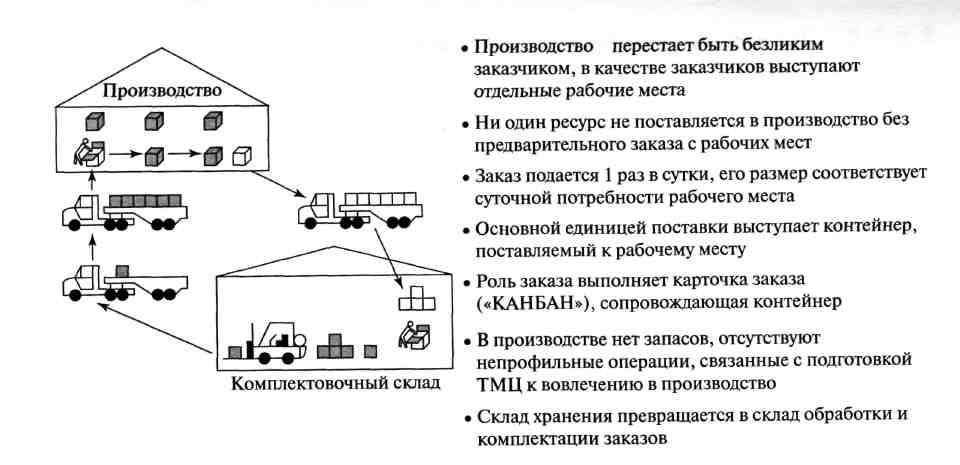 Производство
Комплектовочный склад
• Производство перестает быть безликим
заказчиком, в качестве заказчиков выступают
отдельные рабочие места
• Ни один ресурс не поставляется в производство без
предварительного заказа с рабочих мест
• Заказ подается 1 раз в сутки, его размер соответствует
суточной потребности рабочего места
• Основной единицей поставки выступает контейнер,
поставляемый к рабочему месту
• Роль заказа выполняет карточка заказа
(«КАНБАН»), сопровождающая контейнер
• В производстве нет запасов, отсутствуют
непрофильные операции, связанные с подготовкой
ТМЦ к вовлечению в производство
• Склад хранения превращается в склад обработки и
комплектации заказов